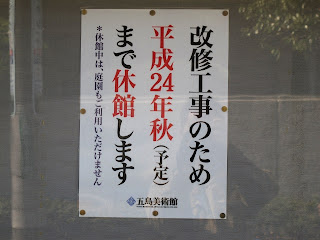 改修工事のため
平成24年秋(予定)
まで休館します
＊休館中は、庭園もご利用いただけません
五島美術館